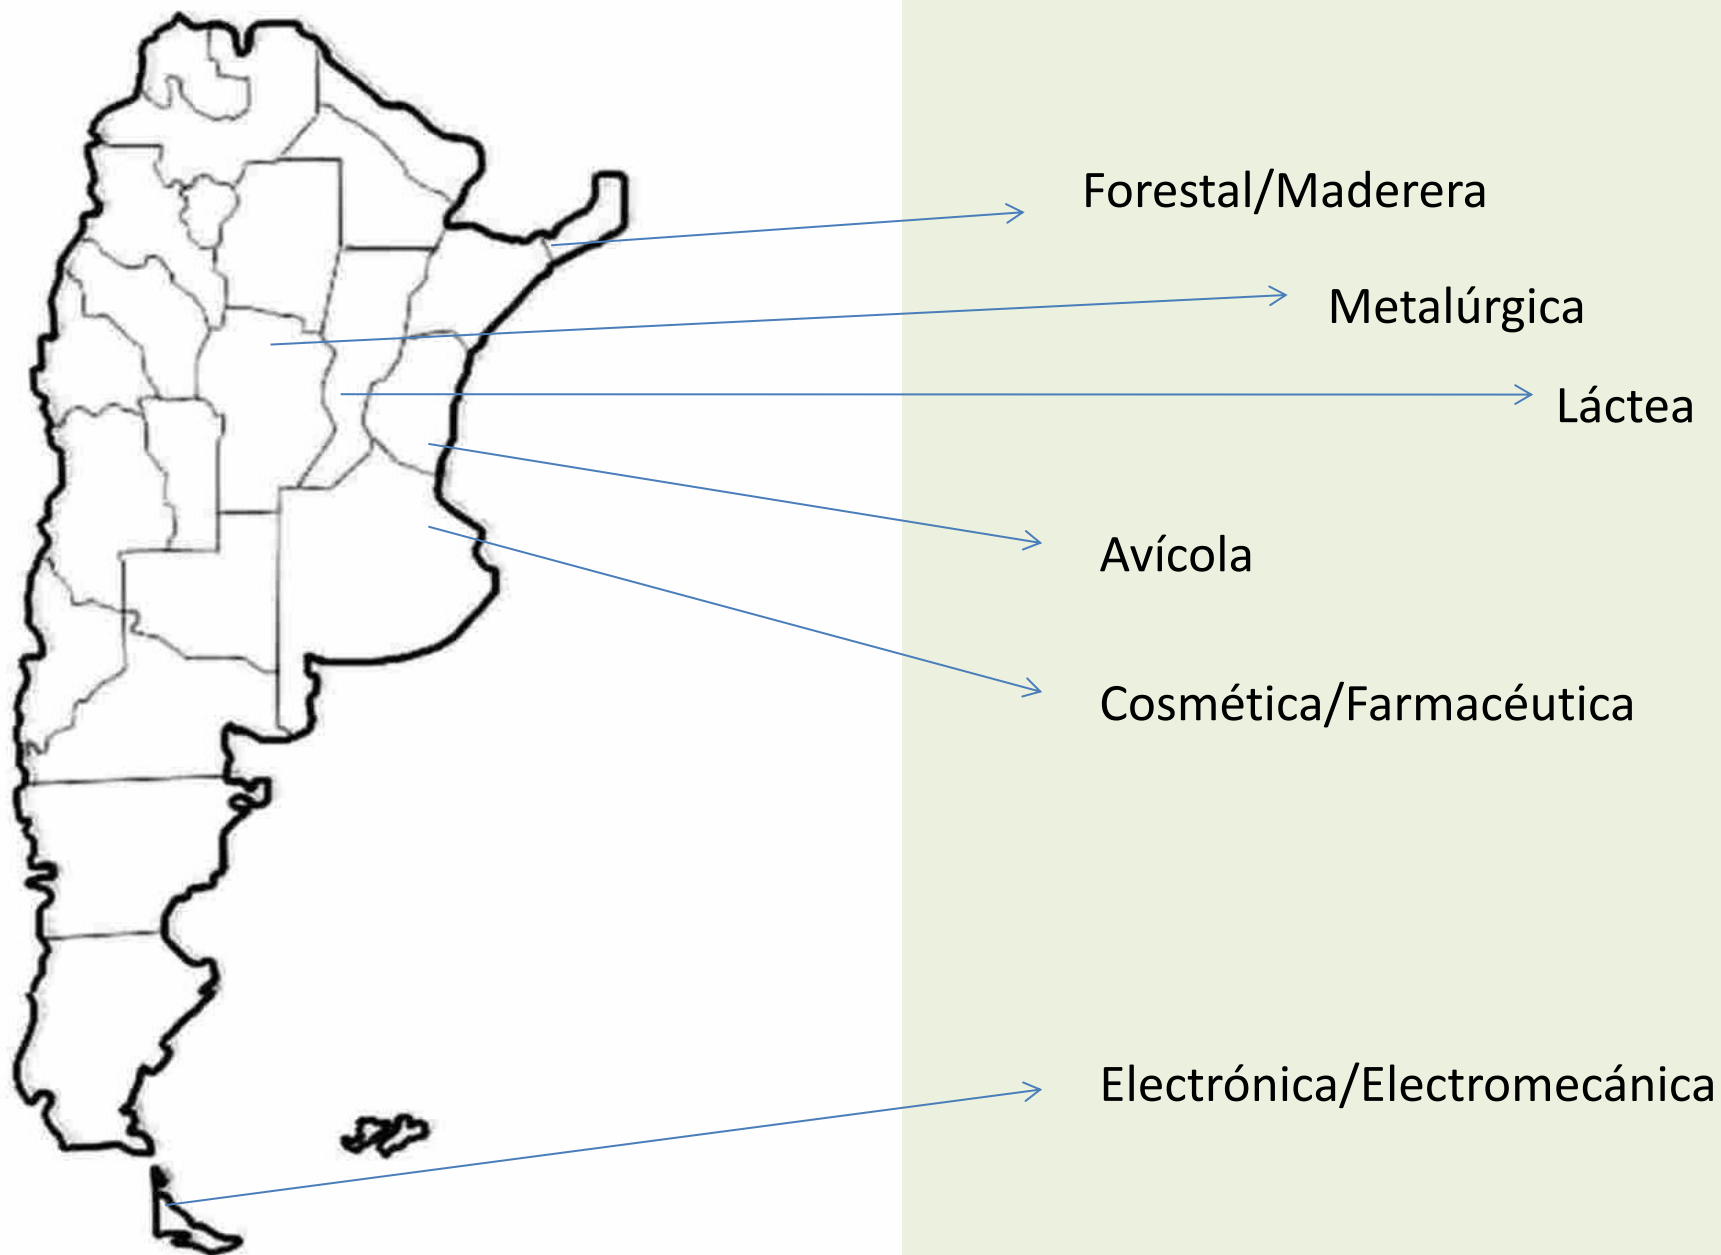 Forestal/Maderera
Metalúrgica
Láctea
Avícola
Cosmética/Farmacéutica
Electrónica/Electromecánica